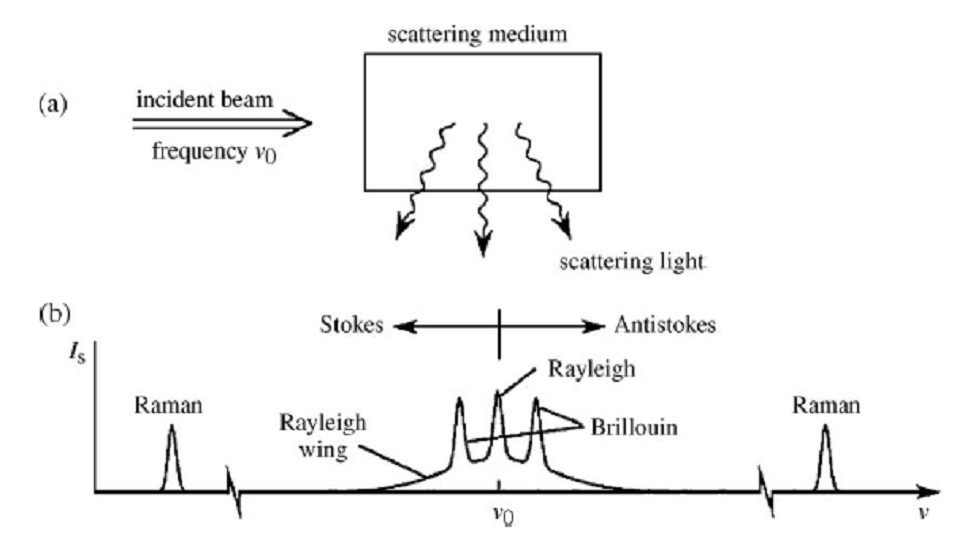 scattering medium
(a)
incident beam
frequency ν0
scattering light
(b)
Stokes
Antistokes
Is
Rayleigh
Raman
Raman
Rayleigh
wing
Brillouin
ν0
ν